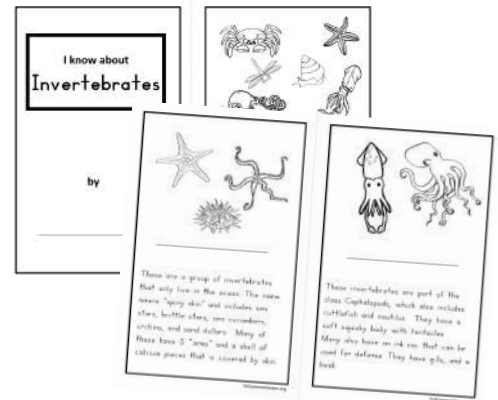 I know about
Invertebrates
by
These are a group of invertebrates
that only live in the ocean. The name
means "spiny skin" and includes sea
stars, brittle stars, sea cucumbers,
urchins, and sand dollars. Many of
these have 5 "arms" and a shell of
calcium pieces that is covered by skin.
These invertebrates are part of the
class Cephalopods, which also includes
cuttlefish and nautilus. They have a
soft squishy body with tentacles.
Many also have an ink sac that can be
used for defense. They have gills, and a
beak.